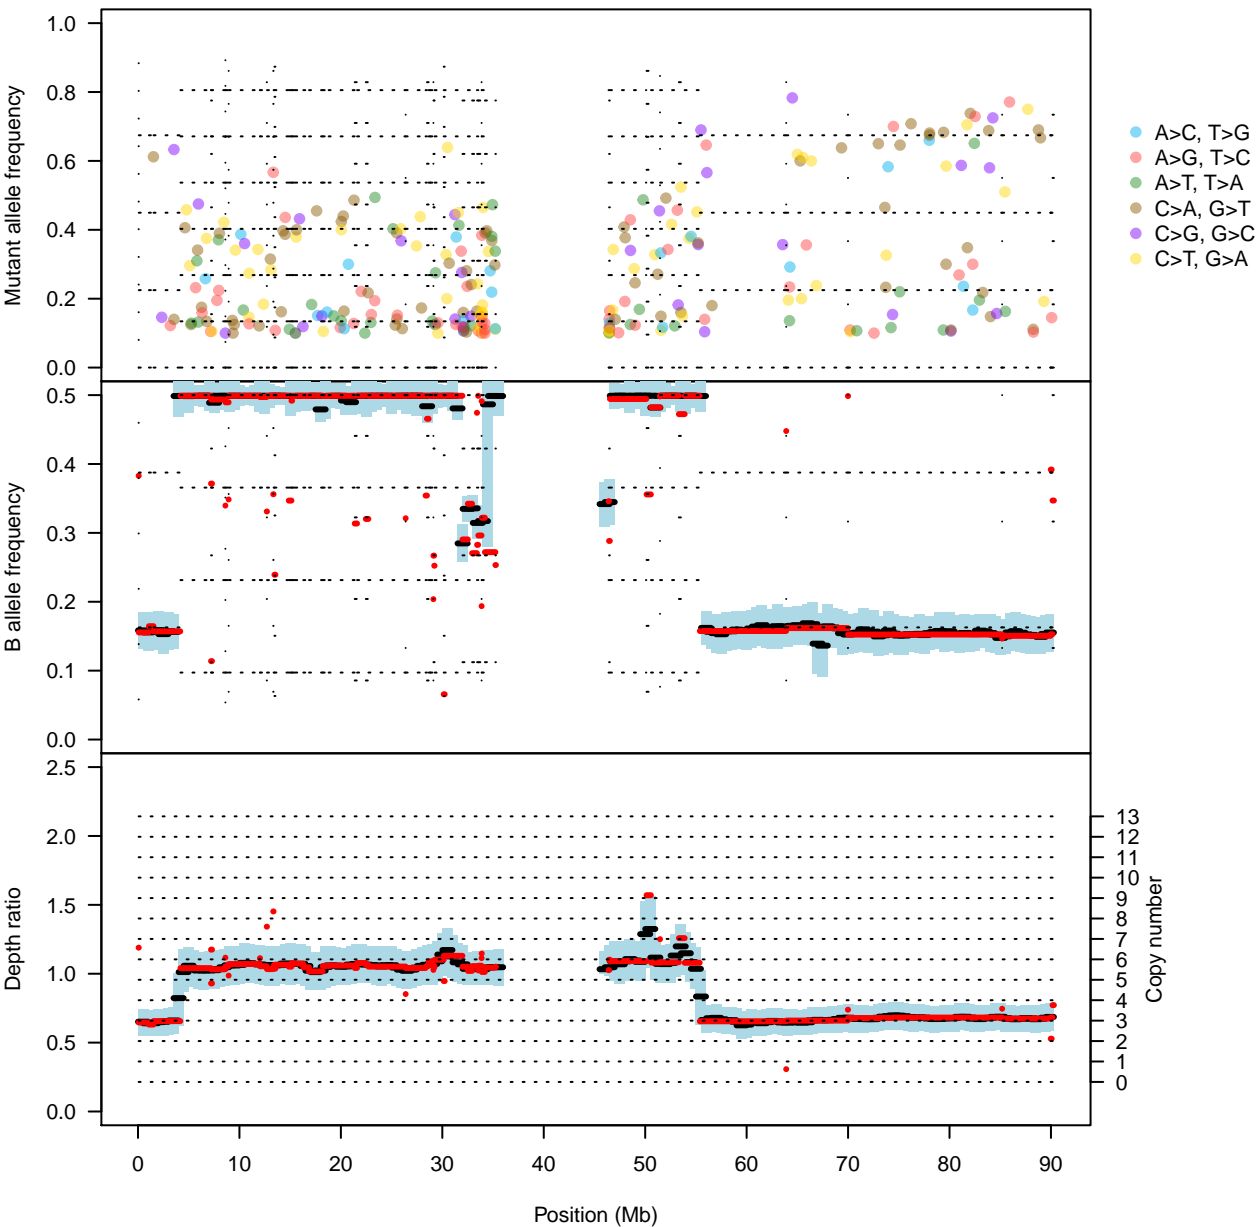 Mutant allele frequency
1.0
0.8
0.6
0.4
0.2
0.0
A>C, T>G
A>G, T>C
A>T, T>A
C>A, G>T
C>G, G>C
C>T, G>A
B allele frequency
0.5
0.4
0.3
0.2
0.1
0.0
Depth ratio
2.5
2.0
1.5
1.0
0.5
0.0
13
12
11
10
9
8
7
6
5
4
3
2
1
0
Copy number
0 10 20 30 40 50 60 70 80 90
Position (Mb)